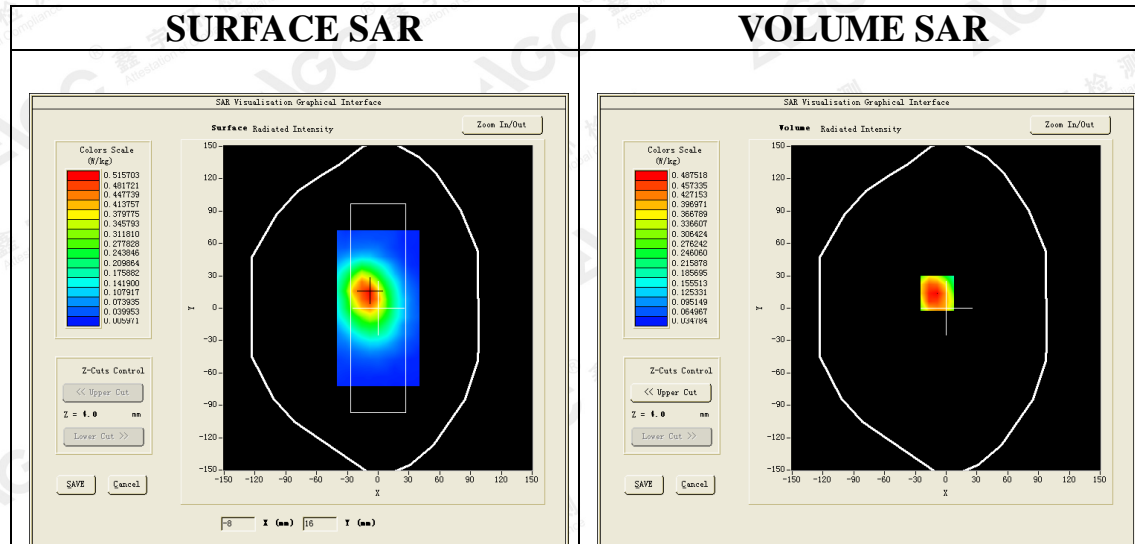 SURFACE SAR
VOLUME SAR
SAR Visualisation Graphical Interface
Surface Radiated Intensity
Zoom In/Out
Colors Scale
(W/kg)
0.515703
0.481721
0.447739
0.413757
0.379775
0.345793
0.311810
0.277828
0.243846
0.209864
0.175882
0.141900
0.107917
0.073935
0.039953
0.005971
150
120
90
60
30
0
-30
-60
-90
-120
-150
Y
-150 -120 -90 -60 -30 0 30 60 90 120 150
X
Z-Cuts Control
<< Upper Cut
Z = 4.0 mm
Lower Cut >>
SAVE Cancel
-8 X (mm) 16 Y (mm)
SAR Visualisation Graphical Interface
Volume Radiated Intensity
Zoom In/Out
Colors Scale
(W/kg)
0.487518
0.457335
0.427153
0.396971
0.366789
0.336607
0.306424
0.276242
0.246060
0.215878
0.185695
0.155513
0.125331
0.095149
0.064967
0.034784
150
120
90
60
30
0
-30
-60
-90
-120
-150
Y
-150 -120 -90 -60 -30 0 30 60 90 120 150
X
Z-Cuts Control
<< Upper Cut
Z = 4.0 mm
Lower Cut >>
SAVE Cancel
AGC